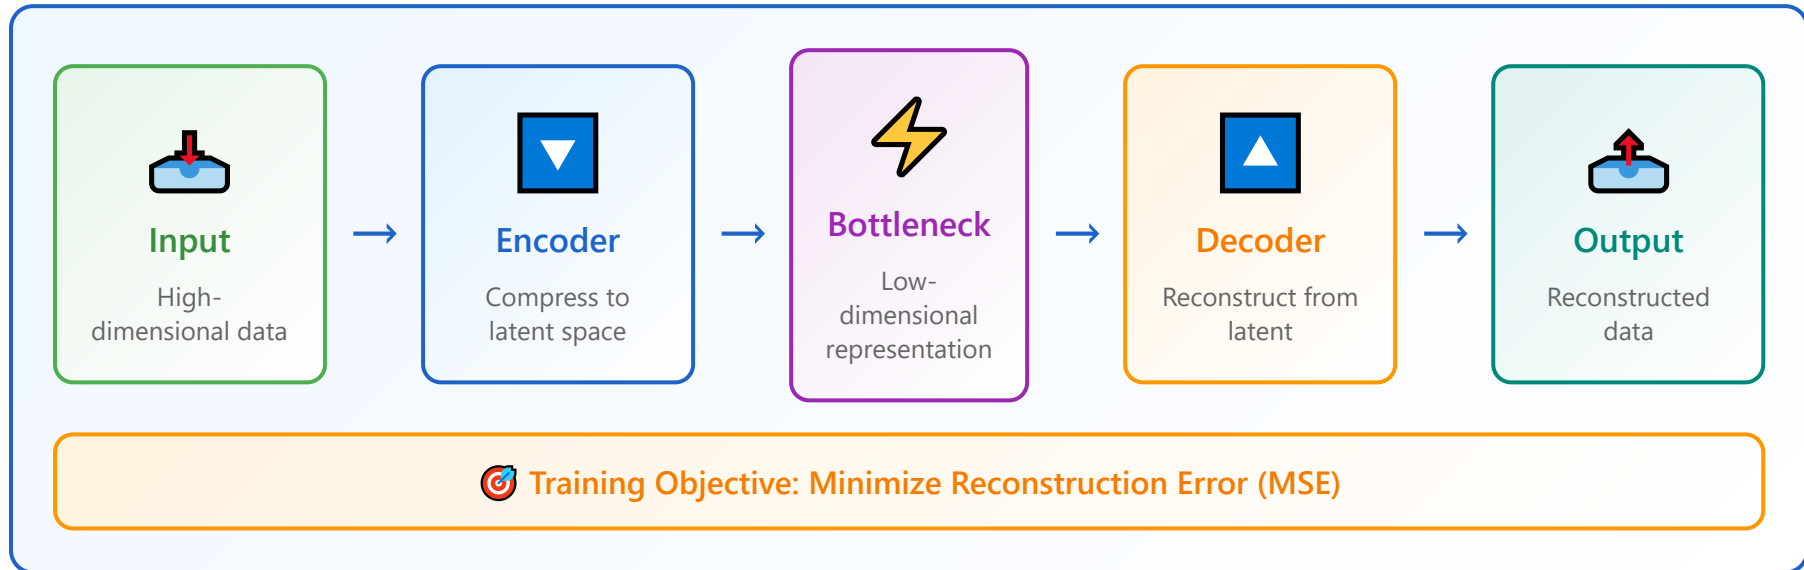 Input
High-
dimensional data
→
Encoder
Compress to
latent space
→
Bottleneck
Low-
dimensional
representation
→
Decoder
Reconstruct from
latent
→
Output
Reconstructed
data
🎯 Training Objective: Minimize Reconstruction Error (MSE)